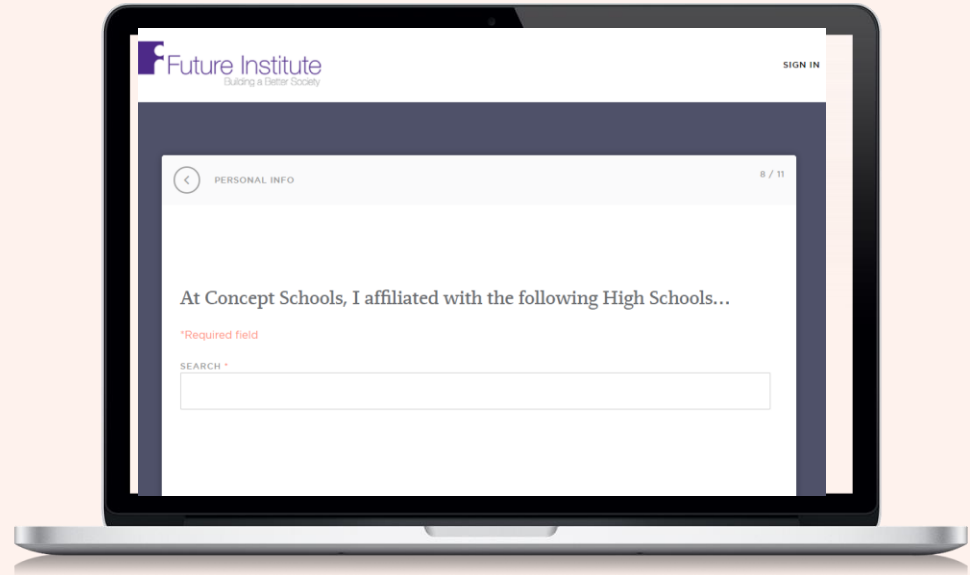 Future Institute
Building a Better Society
SIGN IN
PERSONAL INFO
8 / 11
At Concept Schools, I affiliated with the following High Schools...
*Required field
SEARCH *